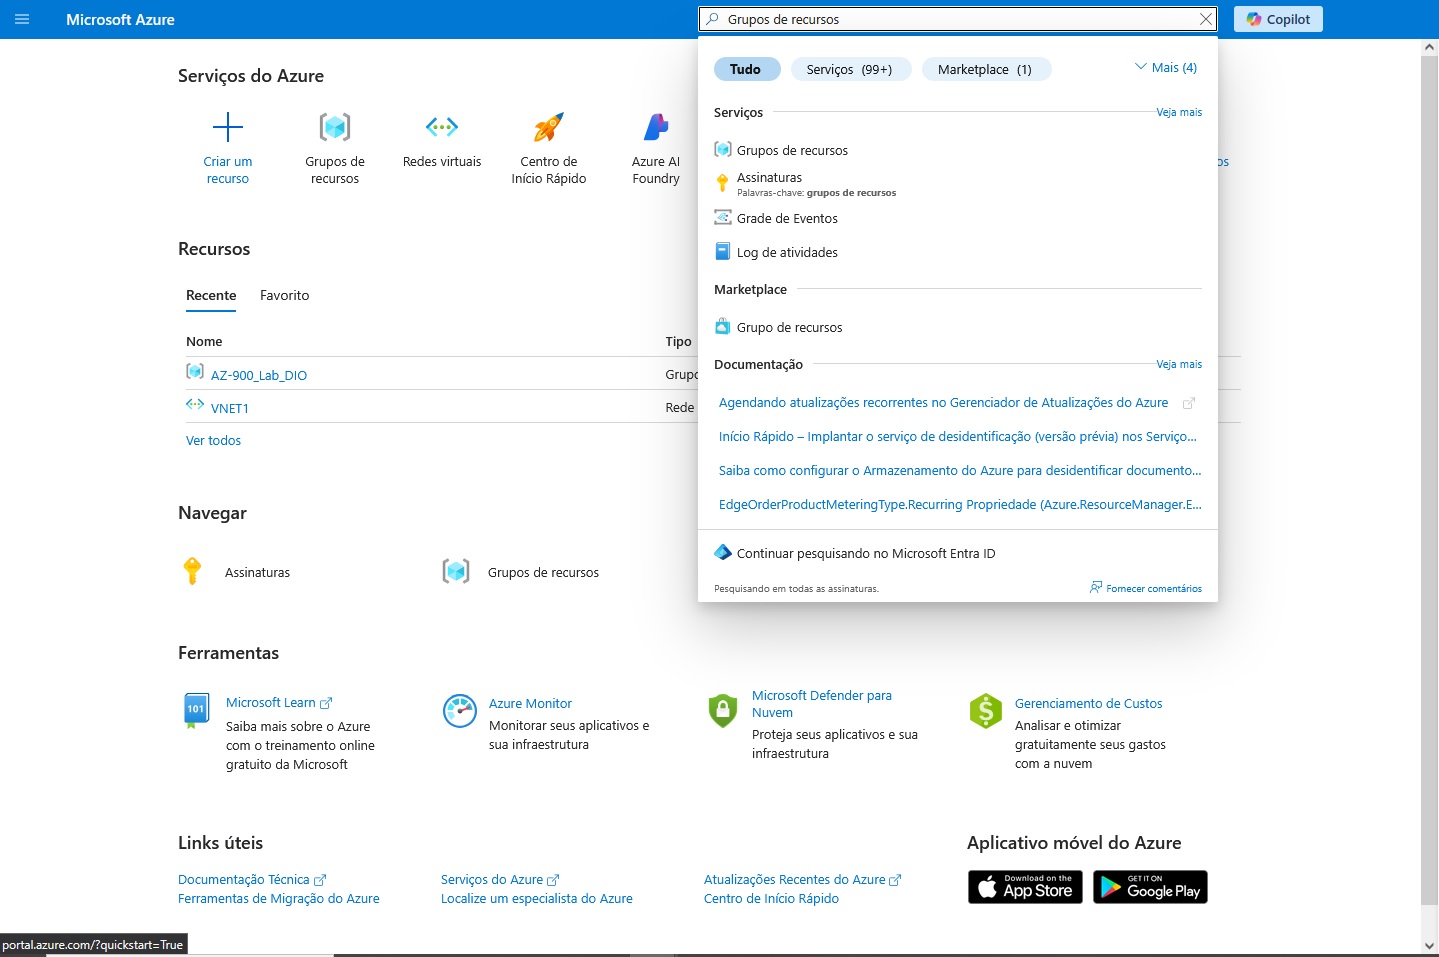 Microsoft Azure
Grupos de recursos
Copilot
Tudo
Serviços (99+)
Marketplace (1)
Mais (4)
Serviços
Veja mais
Grupos de recursos
Assinaturas
Palavras-chave: grupos de recursos
Grade de Eventos
Log de atividades
Marketplace
Grupo de recursos
Documentação
Veja mais
Agendando atualizações recorrentes no Gerenciador de Atualizações do Azure
Início Rápido – Implantar o serviço de desidentificação (versão prévia) nos Serviço...
Saiba como configurar o Armazenamento do Azure para desidentificar documento...
EdgeOrderProductMeteringType.Recurring Propriedade (Azure.ResourceManager.E...
Continuar pesquisando no Microsoft Entra ID
Pesquisando em todas as assinaturas.
Fornecer comentários
Serviços do Azure
Criar um
recurso
Grupos de
recursos
Redes virtuais
Centro de
Início Rápido
Azure AI
Foundry
os
Recursos
Recente
Favorito
Nome
Tipo
AZ-900_Lab_DIO
Grupo
VNET1
Rede
Ver todos
Navegar
Assinaturas
Grupos de recursos
Ferramentas
101
Microsoft Learn
Saiba mais sobre o Azure
com o treinamento online
gratuito da Microsoft
Azure Monitor
Monitorar seus aplicativos e
sua infraestrutura
Microsoft Defender para
Nuvem
Proteja seus aplicativos e sua
infraestrutura
Gerenciamento de Custos
Analisar e otimizar
gratuitamente seus gastos
com a nuvem
Links úteis
Documentação Técnica
Ferramentas de Migração do Azure
Serviços do Azure
Localize um especialista do Azure
Atualizações Recentes do Azure
Centro de Início Rápido
Aplicativo móvel do Azure
Download on the
App Store
GET IT ON
Google Play
portal.azure.com/?quickstart=True